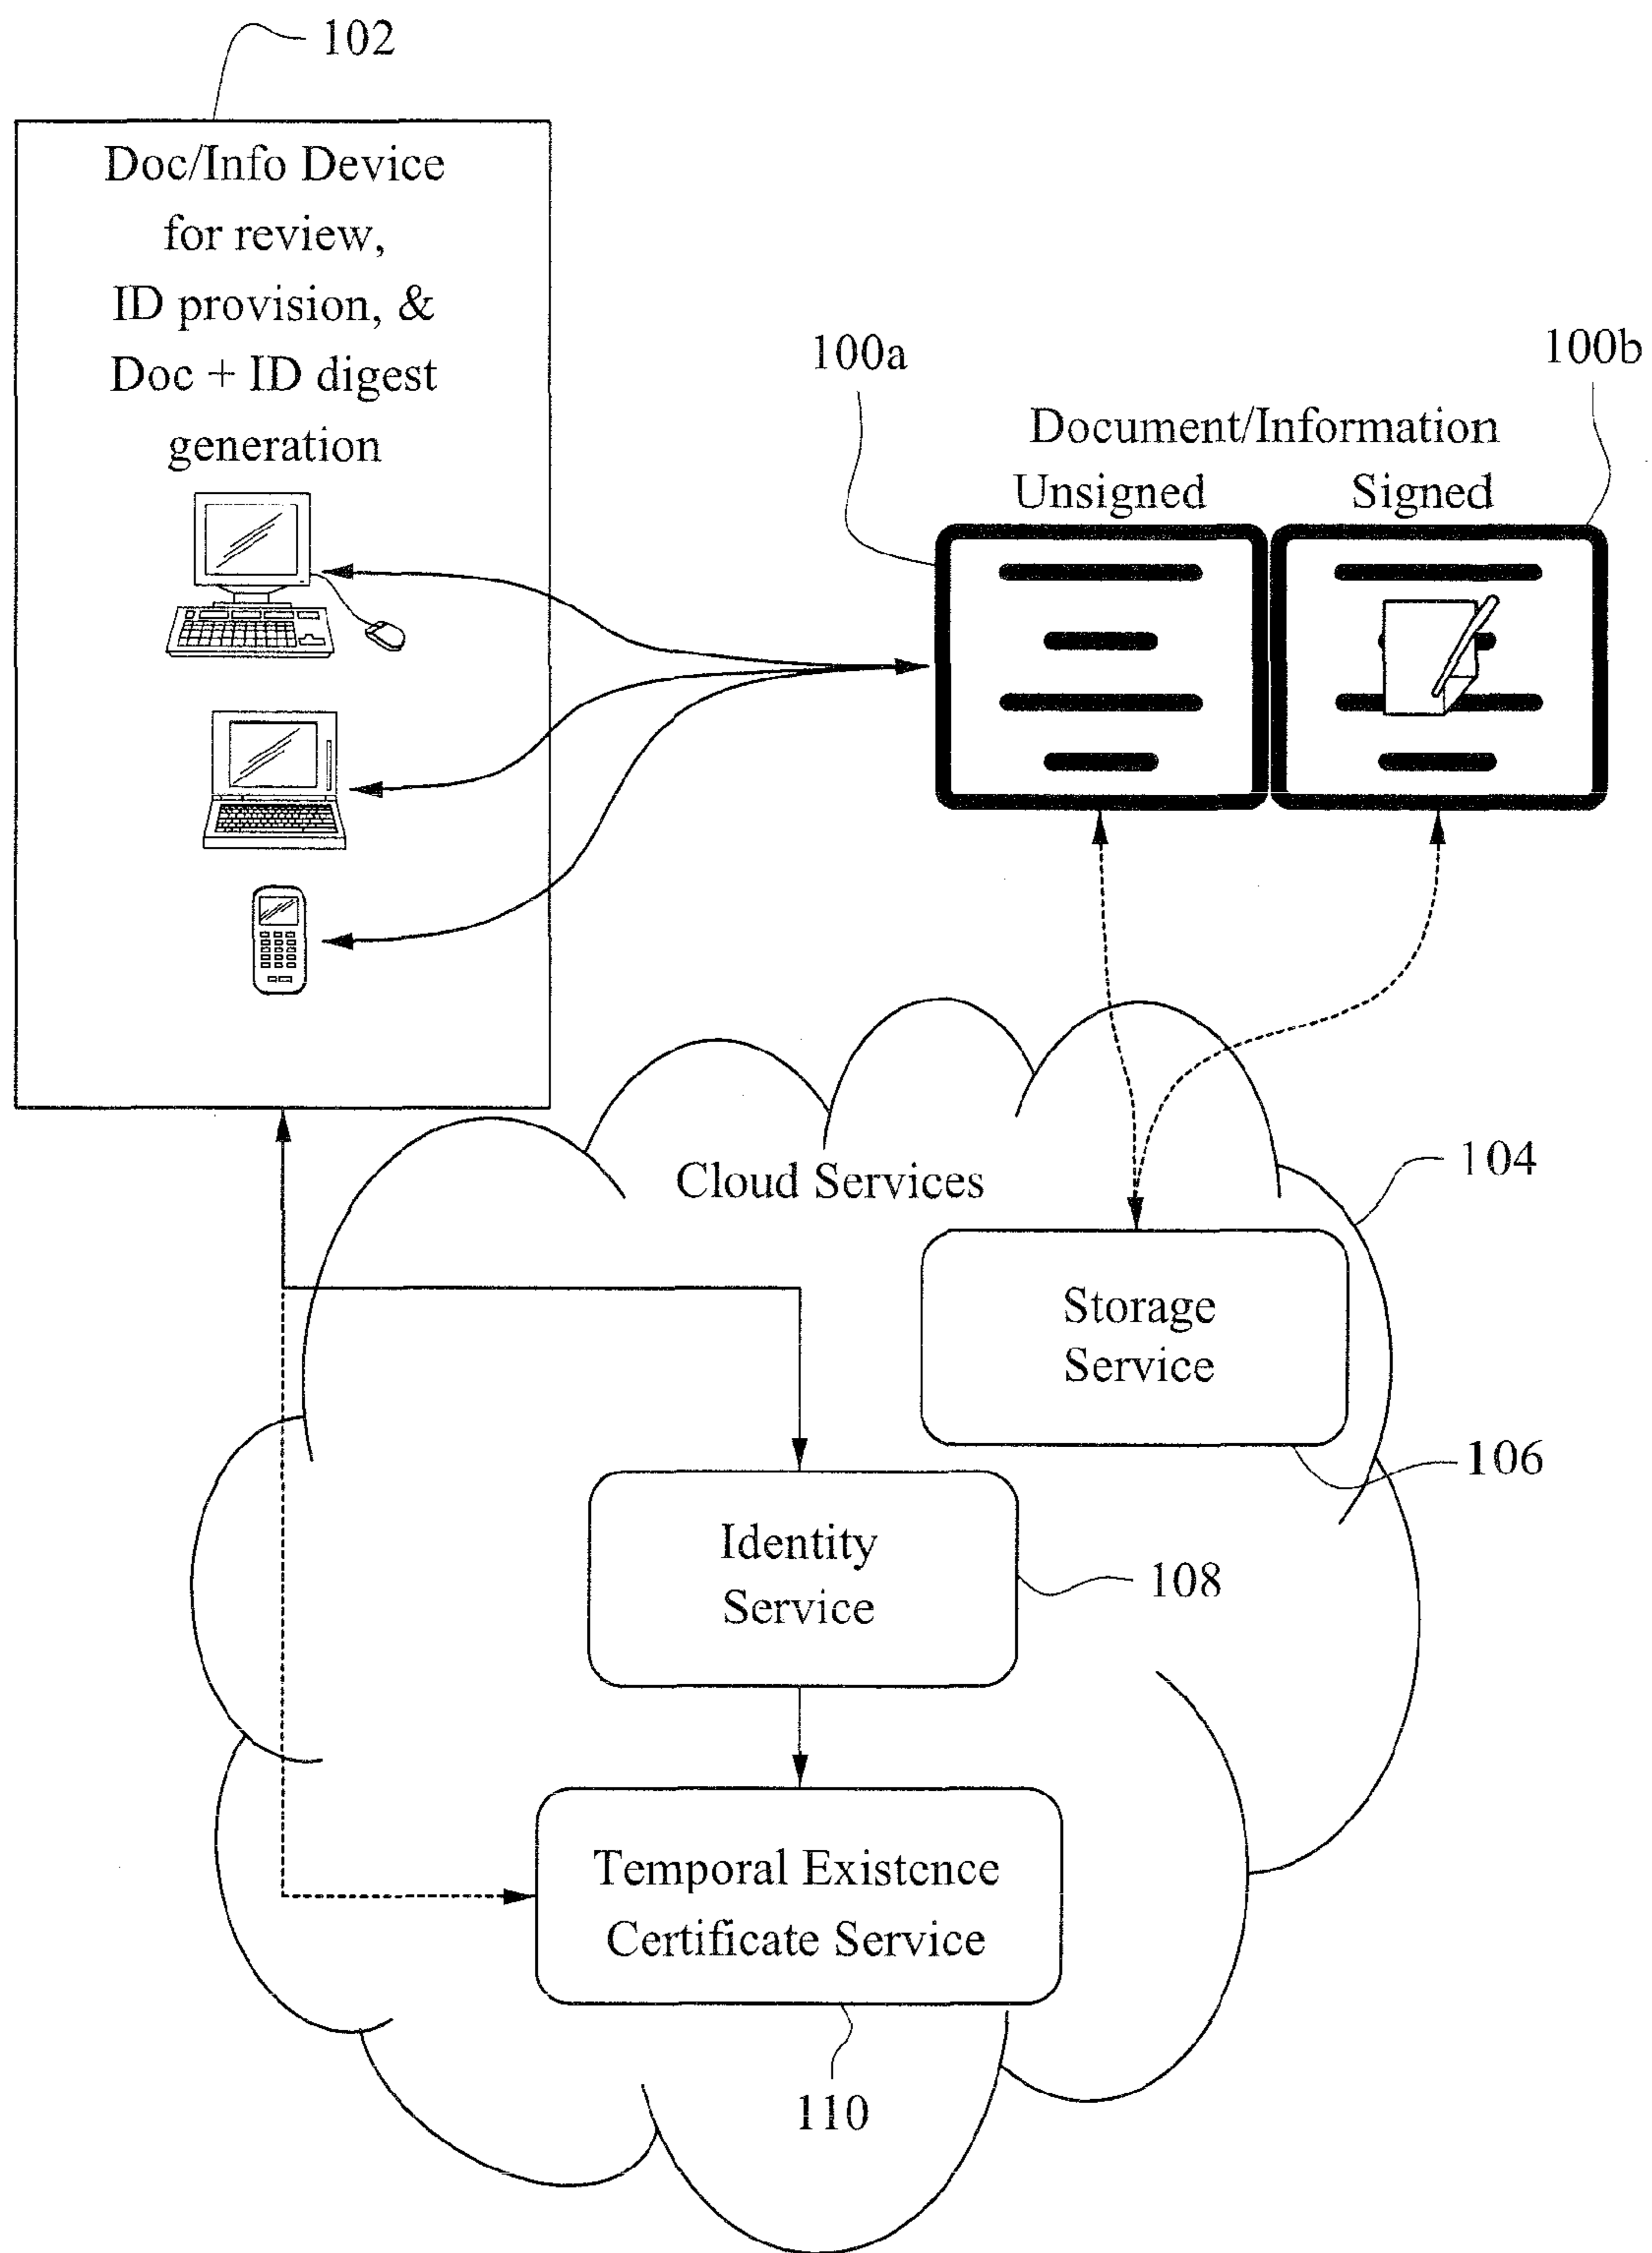 102
Doc/Info Device
for review,
ID provision, &
Doc + ID digest
generation
100a
100b
Document/Information
Unsigned
Signed
Cloud Services
104
Storage
Service
106
Identity
Service
108
Temporal Existence
Certificate Service
110